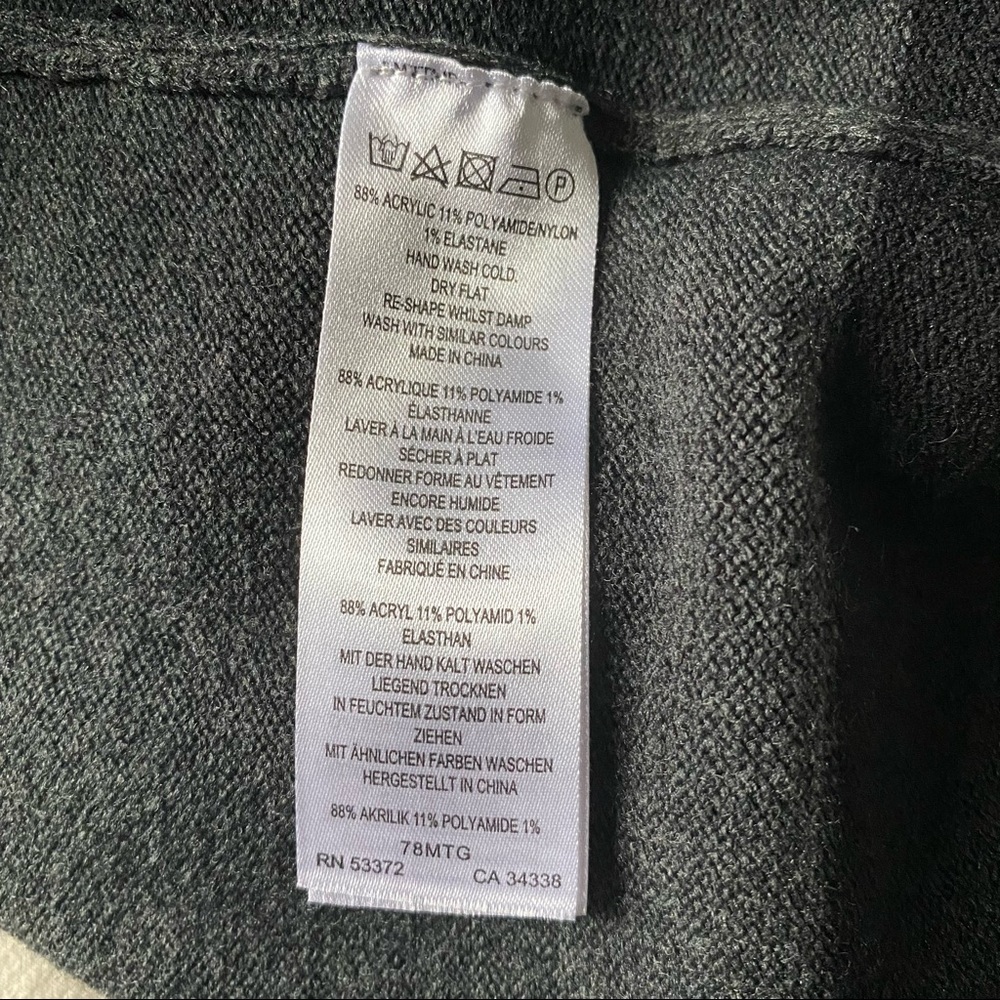 P
88% ACRYLIC 11% POLYAMIDE/NYLON
1% ELASTANE
HAND WASH COLD.
DRY FLAT
RE-SHAPE WHILST DAMP
WASH WITH SIMILAR COLOURS
MADE IN CHINA
88% ACRYLIQUE 11% POLYAMIDE 1%
ÉLASTHANNE
LAVER À LA MAIN À L'EAU FROIDE
SÉCHER À PLAT
REDONNER FORME AU VÊTEMENT
ENCORE HUMIDE
LAVER AVEC DES COULEURS
SIMILAIRES
FABRIQUÉ EN CHINE
88% ACRYL 11% POLYAMID 1%
ELASTHAN
MIT DER HAND KALT WASCHEN
LIEGEND TROCKNEN
IN FEUCHTEM ZUSTAND IN FORM
ZIEHEN
MIT ÄHNLICHEN FARBEN WASCHEN
HERGESTELLT IN CHINA
88% AKRILIK 11% POLYAMIDE 1%
78MTG
RN 53372 CA 34338